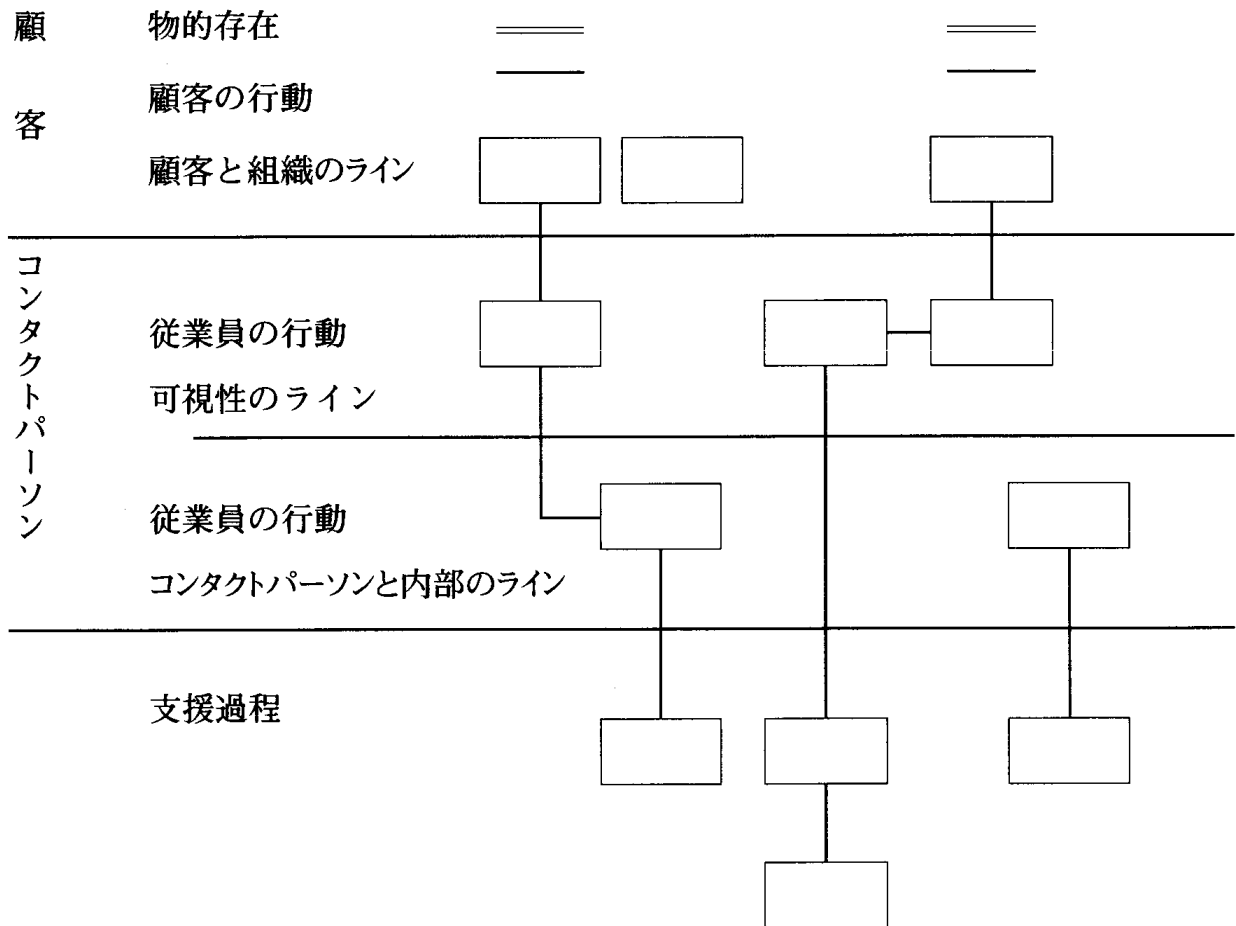 顧客
物的存在
顧客の行動
顧客と組織のライン
コンタクトパーソン
従業員の行動
可視性のライン
従業員の行動
コンタクトパーソンと内部のライン
支援過程